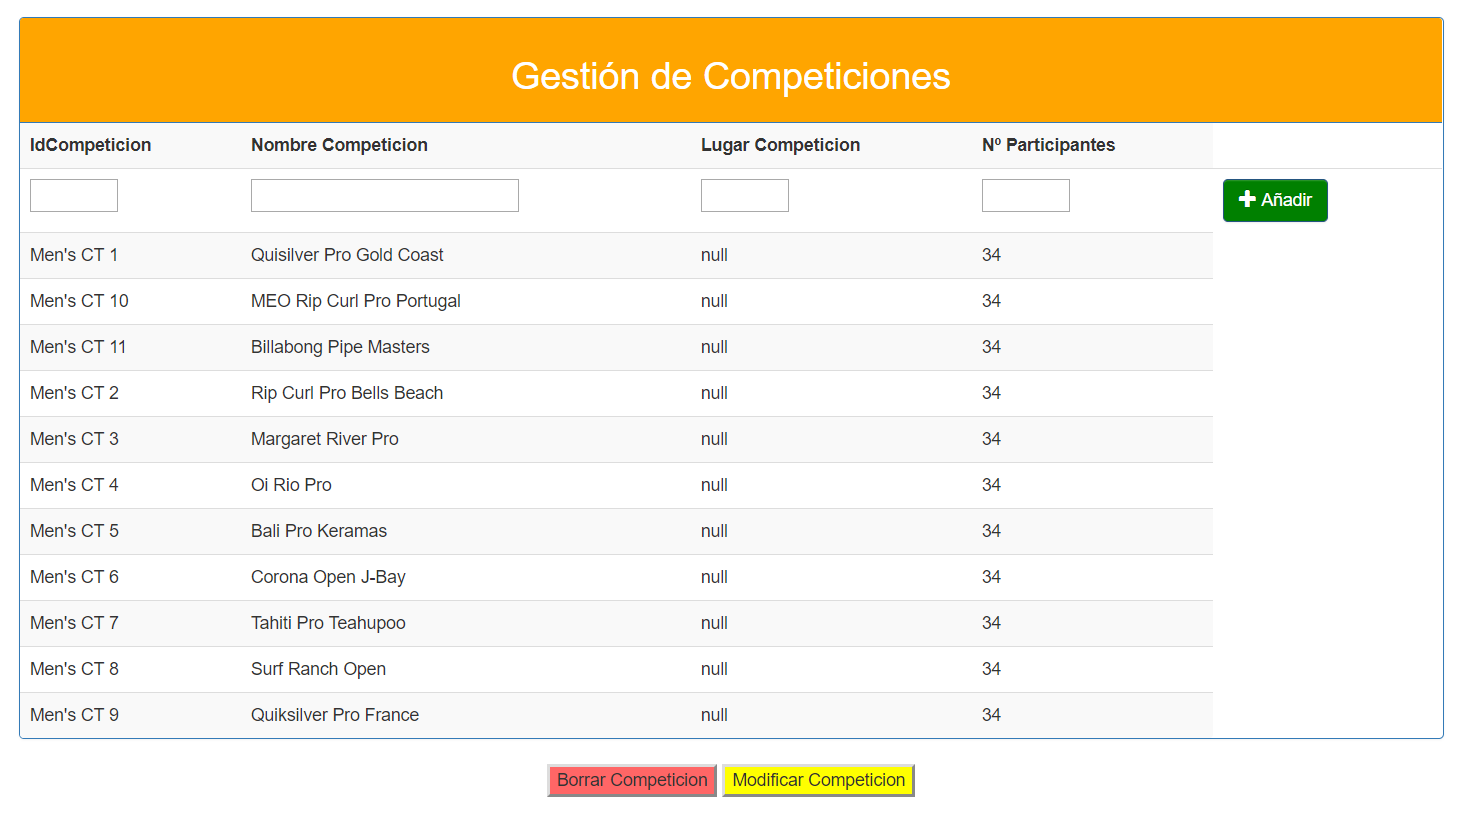 Gestión de Competiciones
IdCompeticion Nombre Competicion Lugar Competicion Nº Participantes
Añadir
Men's CT 1 Quisilver Pro Gold Coast null 34
Men's CT 10 MEO Rip Curl Pro Portugal null 34
Men's CT 11 Billabong Pipe Masters null 34
Men's CT 2 Rip Curl Pro Bells Beach null 34
Men's CT 3 Margaret River Pro null 34
Men's CT 4 Oi Rio Pro null 34
Men's CT 5 Bali Pro Keramas null 34
Men's CT 6 Corona Open J-Bay null 34
Men's CT 7 Tahiti Pro Teahupoo null 34
Men's CT 8 Surf Ranch Open null 34
Men's CT 9 Quiksilver Pro France null 34
Borrar Competicion Modificar Competicion